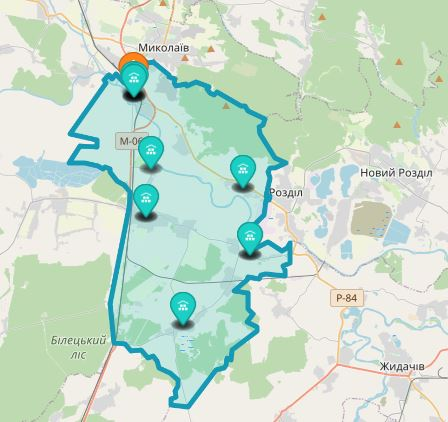 Миколаїв
М-06
Новий Розділ
Розділ
Р-84
Білецький
ліс
Жидачів